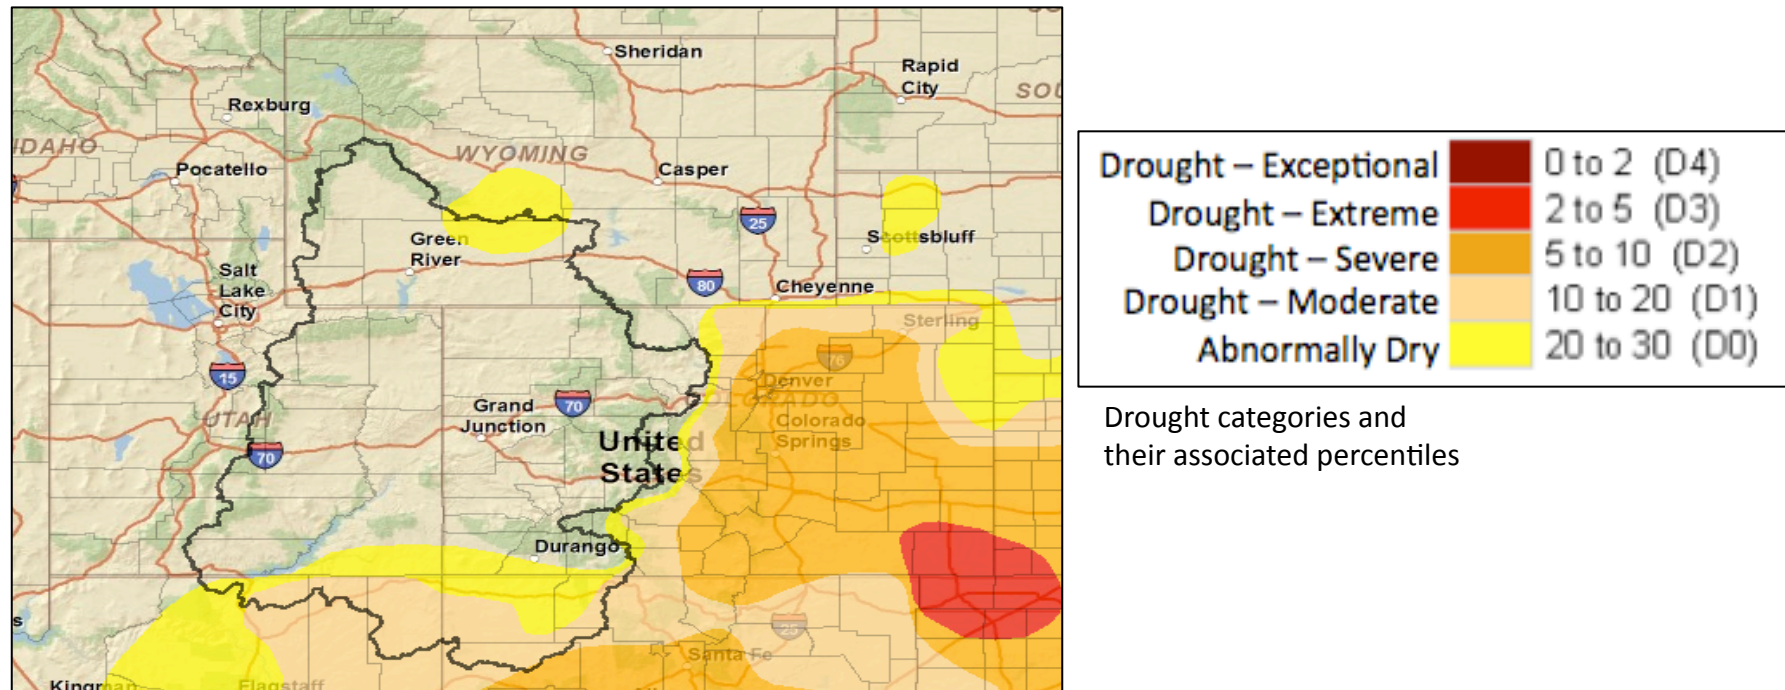 Sheridan
Rapid
City
SOU
Rexburg
IDAHO
WYOMING
Pocatello
Casper
25
Scottsbluff
Green
River
Salt
Lake
City
80
Cheyenne
Sterling
76
15
Denver
COLORADO
UTAH
Grand
Junction
70
Colorado
Springs
70
United
States
Durango
25
Santa Fe
Kingman
Flagstaff
Drought – Exceptional 0 to 2 (D4)
Drought – Extreme 2 to 5 (D3)
Drought – Severe 5 to 10 (D2)
Drought – Moderate 10 to 20 (D1)
Abnormally Dry 20 to 30 (D0)
Drought categories and
their associated percentiles